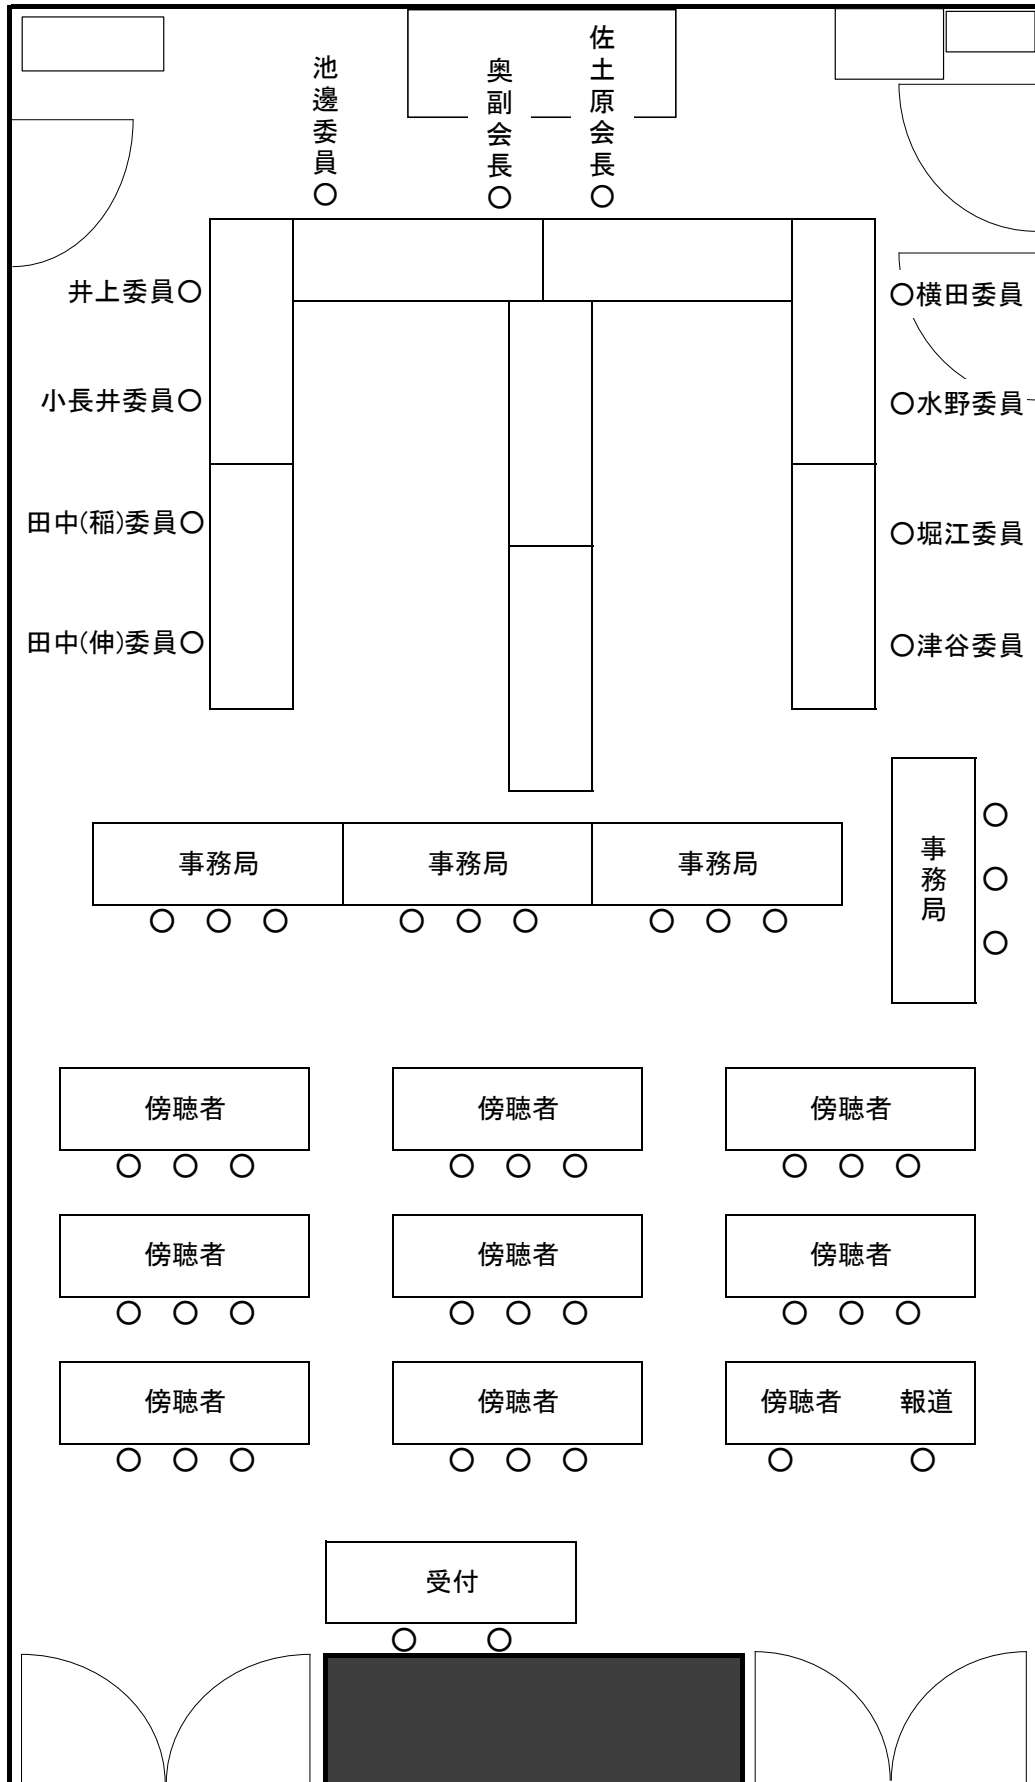 池邊委員
奥副会長
佐土原会長
井上委員○
○横田委員
小長井委員○
○水野委員
田中(稲)委員○
○堀江委員
田中(伸)委員○
○津谷委員
事務局
事務局
事務局
事務局
傍聴者
傍聴者
傍聴者
傍聴者
傍聴者
傍聴者
傍聴者
傍聴者
傍聴者 報道
受付